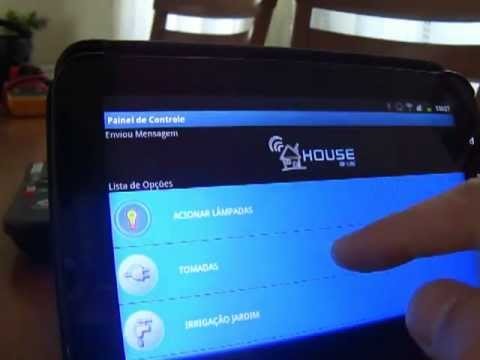 Painel de Controle
Enviou Mensagem
HOUSE
Lista de Opções
ACIONAR LÂMPADAS
TOMADAS
IRRIGAÇÃO JARDIM